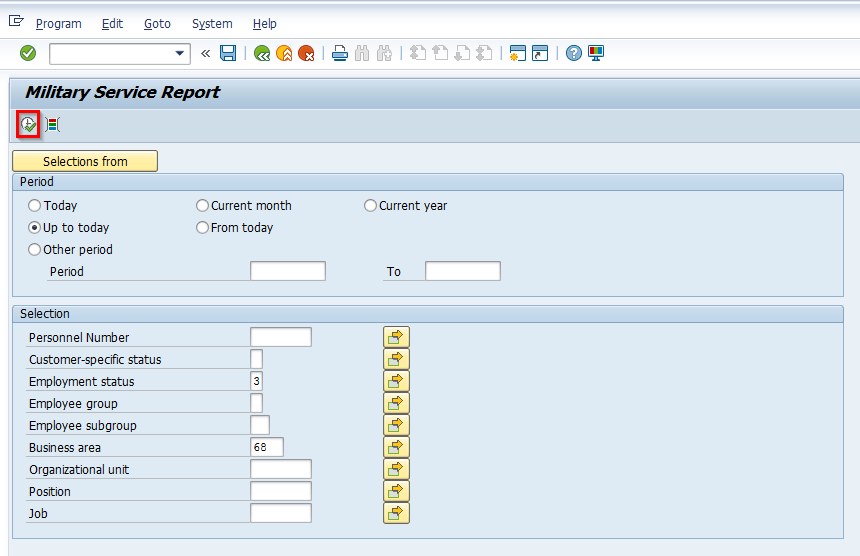 Program Edit Goto System Help
Military Service Report
Selections from
Period
Today Current month Current year
Up to today From today
Other period
Period To
Selection
Personnel Number
Customer-specific status
Employment status 3
Employee group
Employee subgroup
Business area 68
Organizational unit
Position
Job